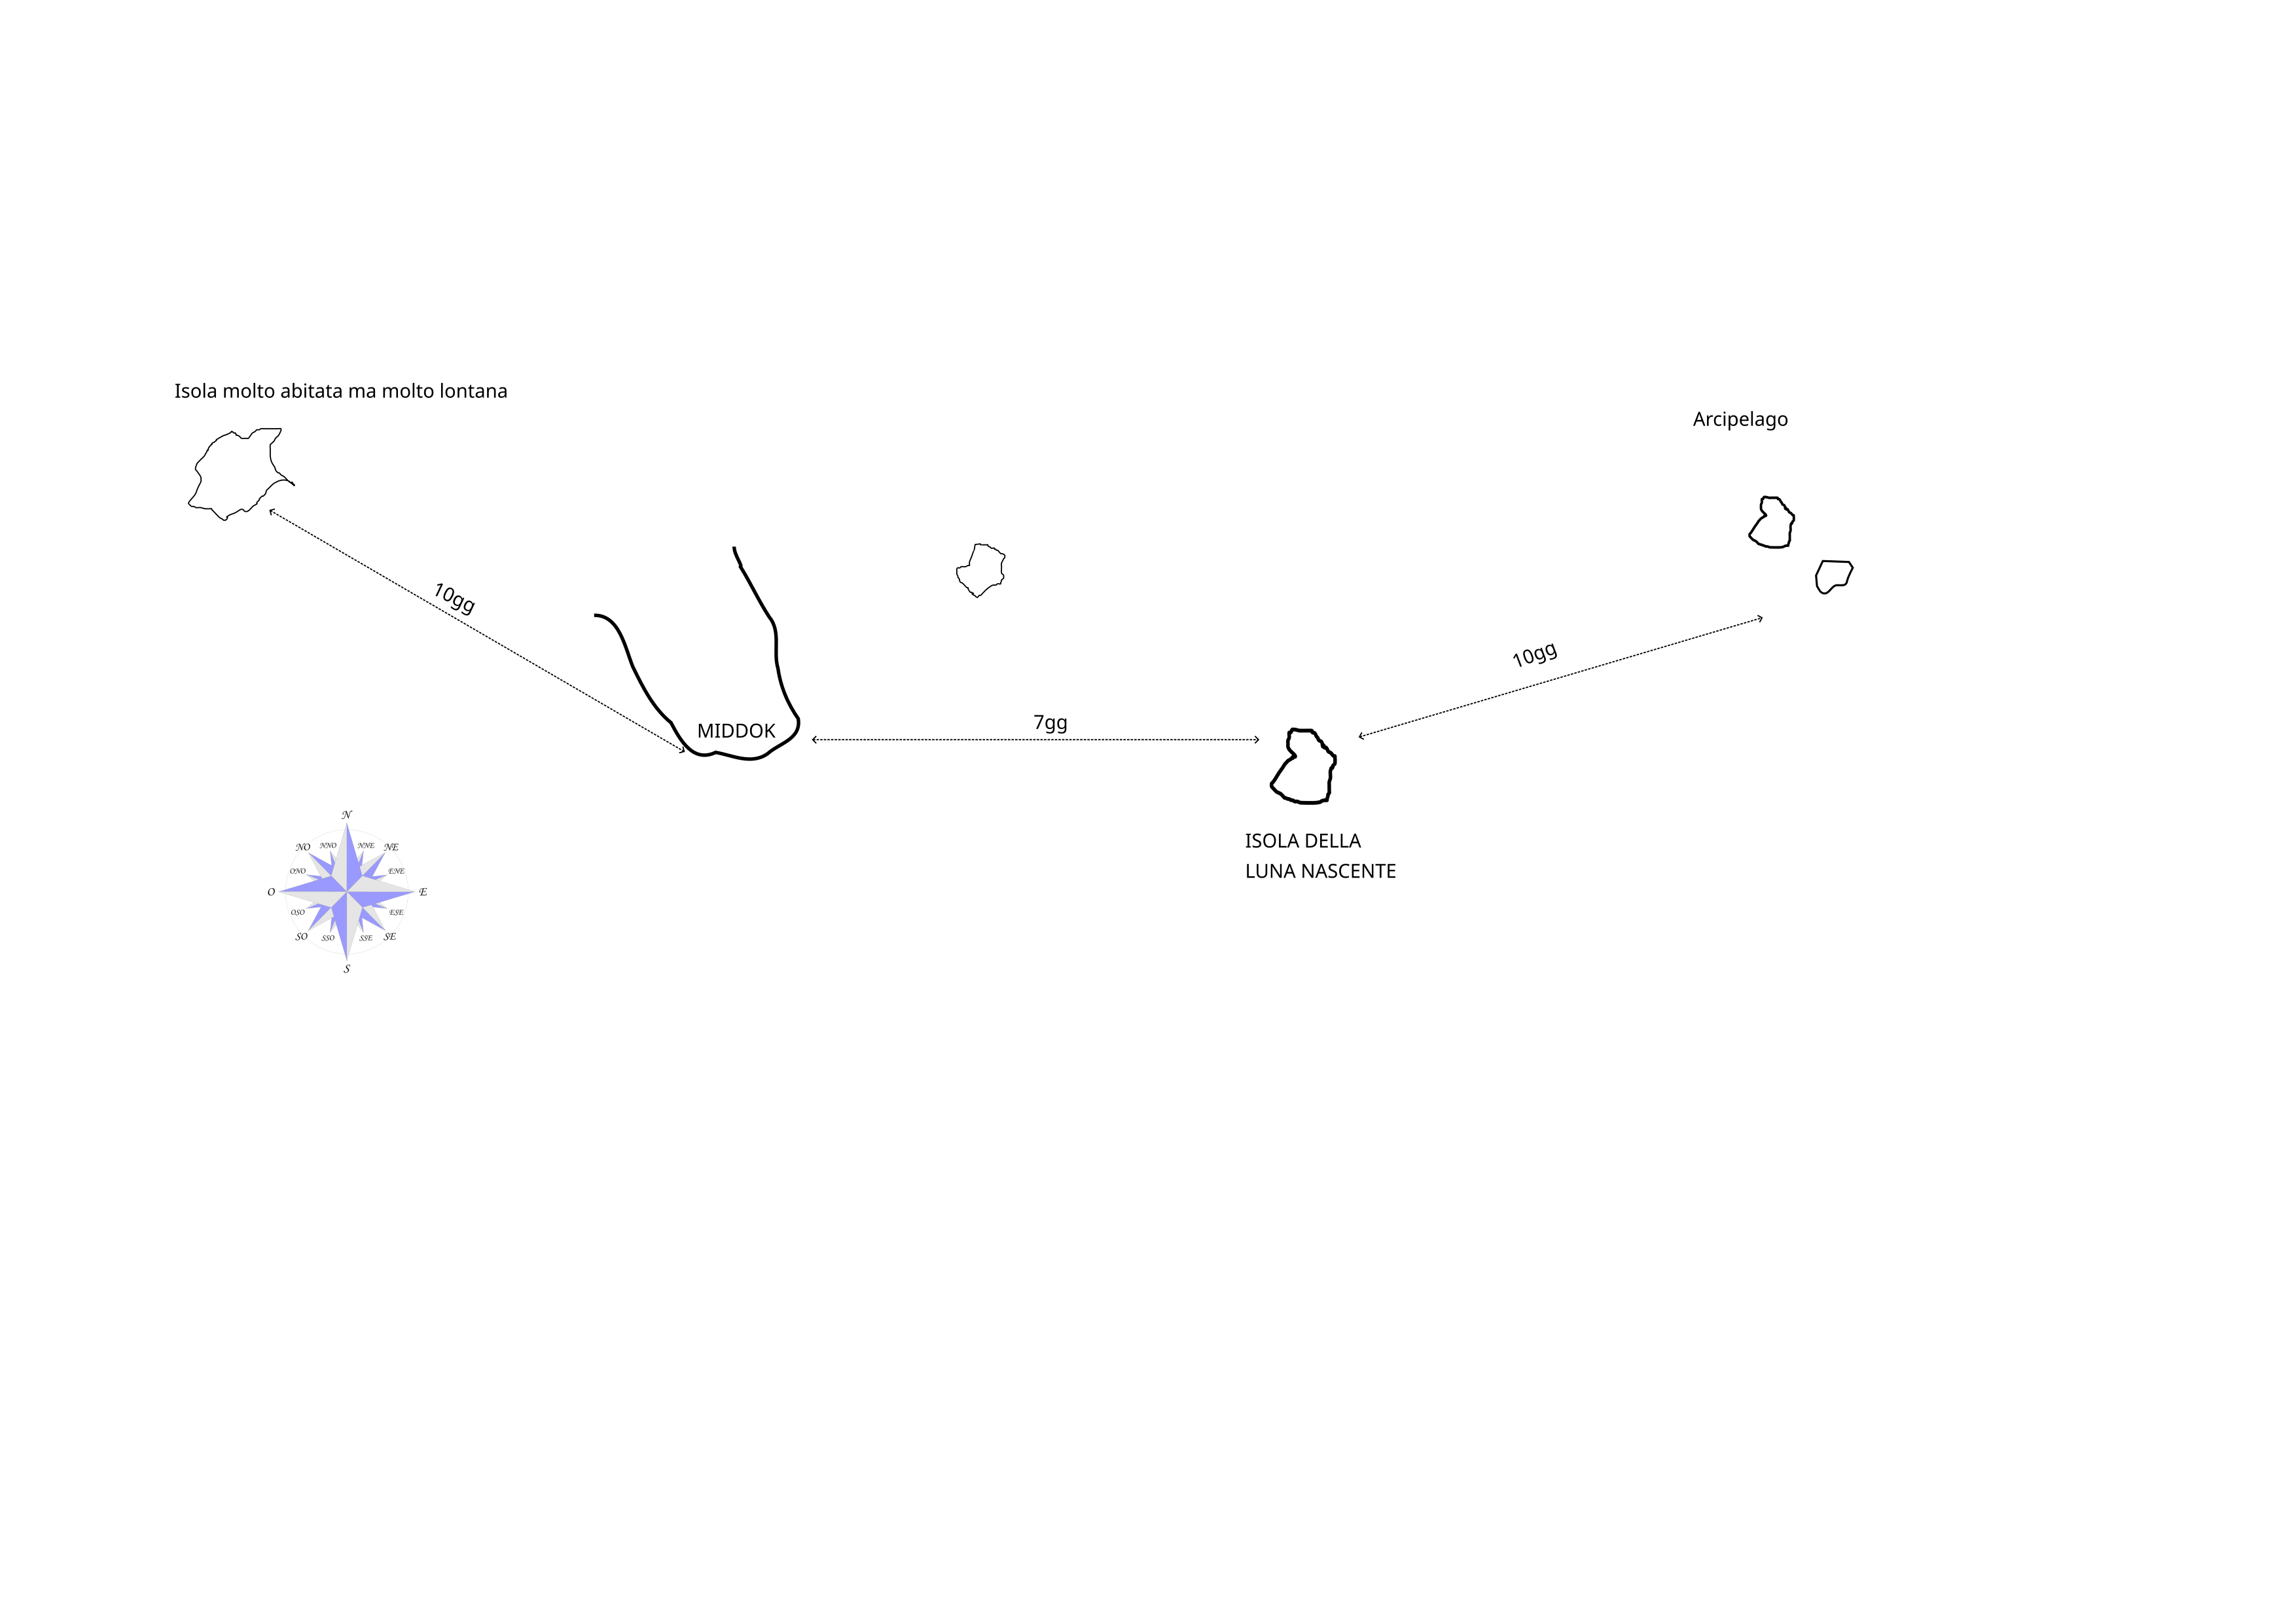 Isola molto abitata ma molto lontana
Arcipelago
10gg
10gg
7gg
MIDDOK
ISOLA DELLA
LUNA NASCENTE
N
NO
NNO
NNE
NE
ONO
ENE
O
E
OSO
ESE
SO
SSO
SSE
SE
S